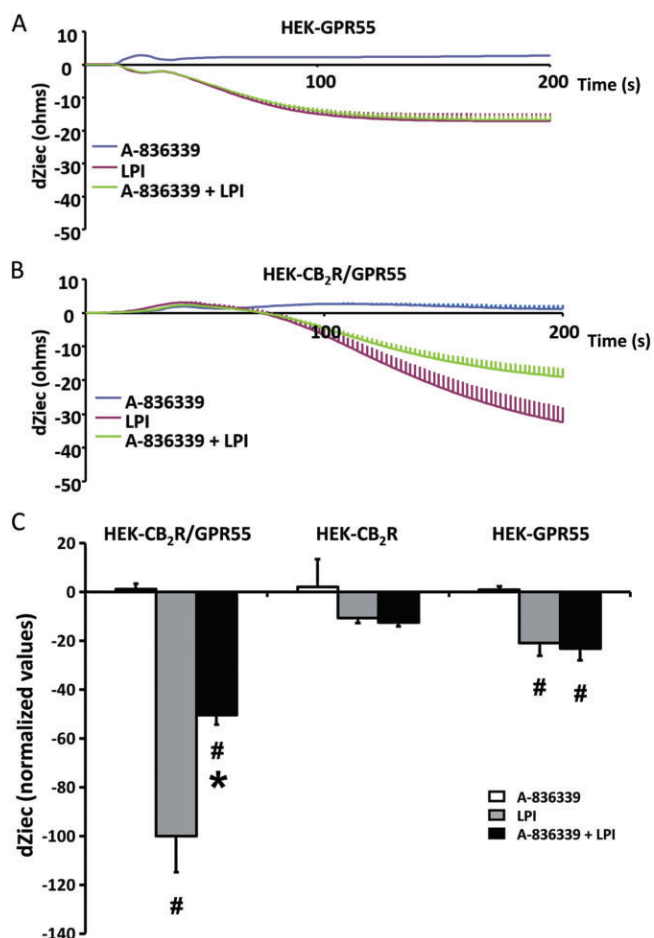 A
HEK-GPR55
dZiec (ohms)
10
0
-10
-20
-30
-40
-50
100
200
Time (s)
A-836339
LPI
A-836339 + LPI
B
HEK-CB₂R/GPR55
dZiec (ohms)
10
0
-10
-20
-30
-40
-50
100
200
Time (s)
A-836339
LPI
A-836339 + LPI
C
HEK-CB₂R/GPR55 HEK-CB₂R HEK-GPR55
dZiec (normalized values)
20
0
-20
-40
-60
-80
-100
-120
-140
#
#
*
# #
A-836339
LPI
A-836339 + LPI